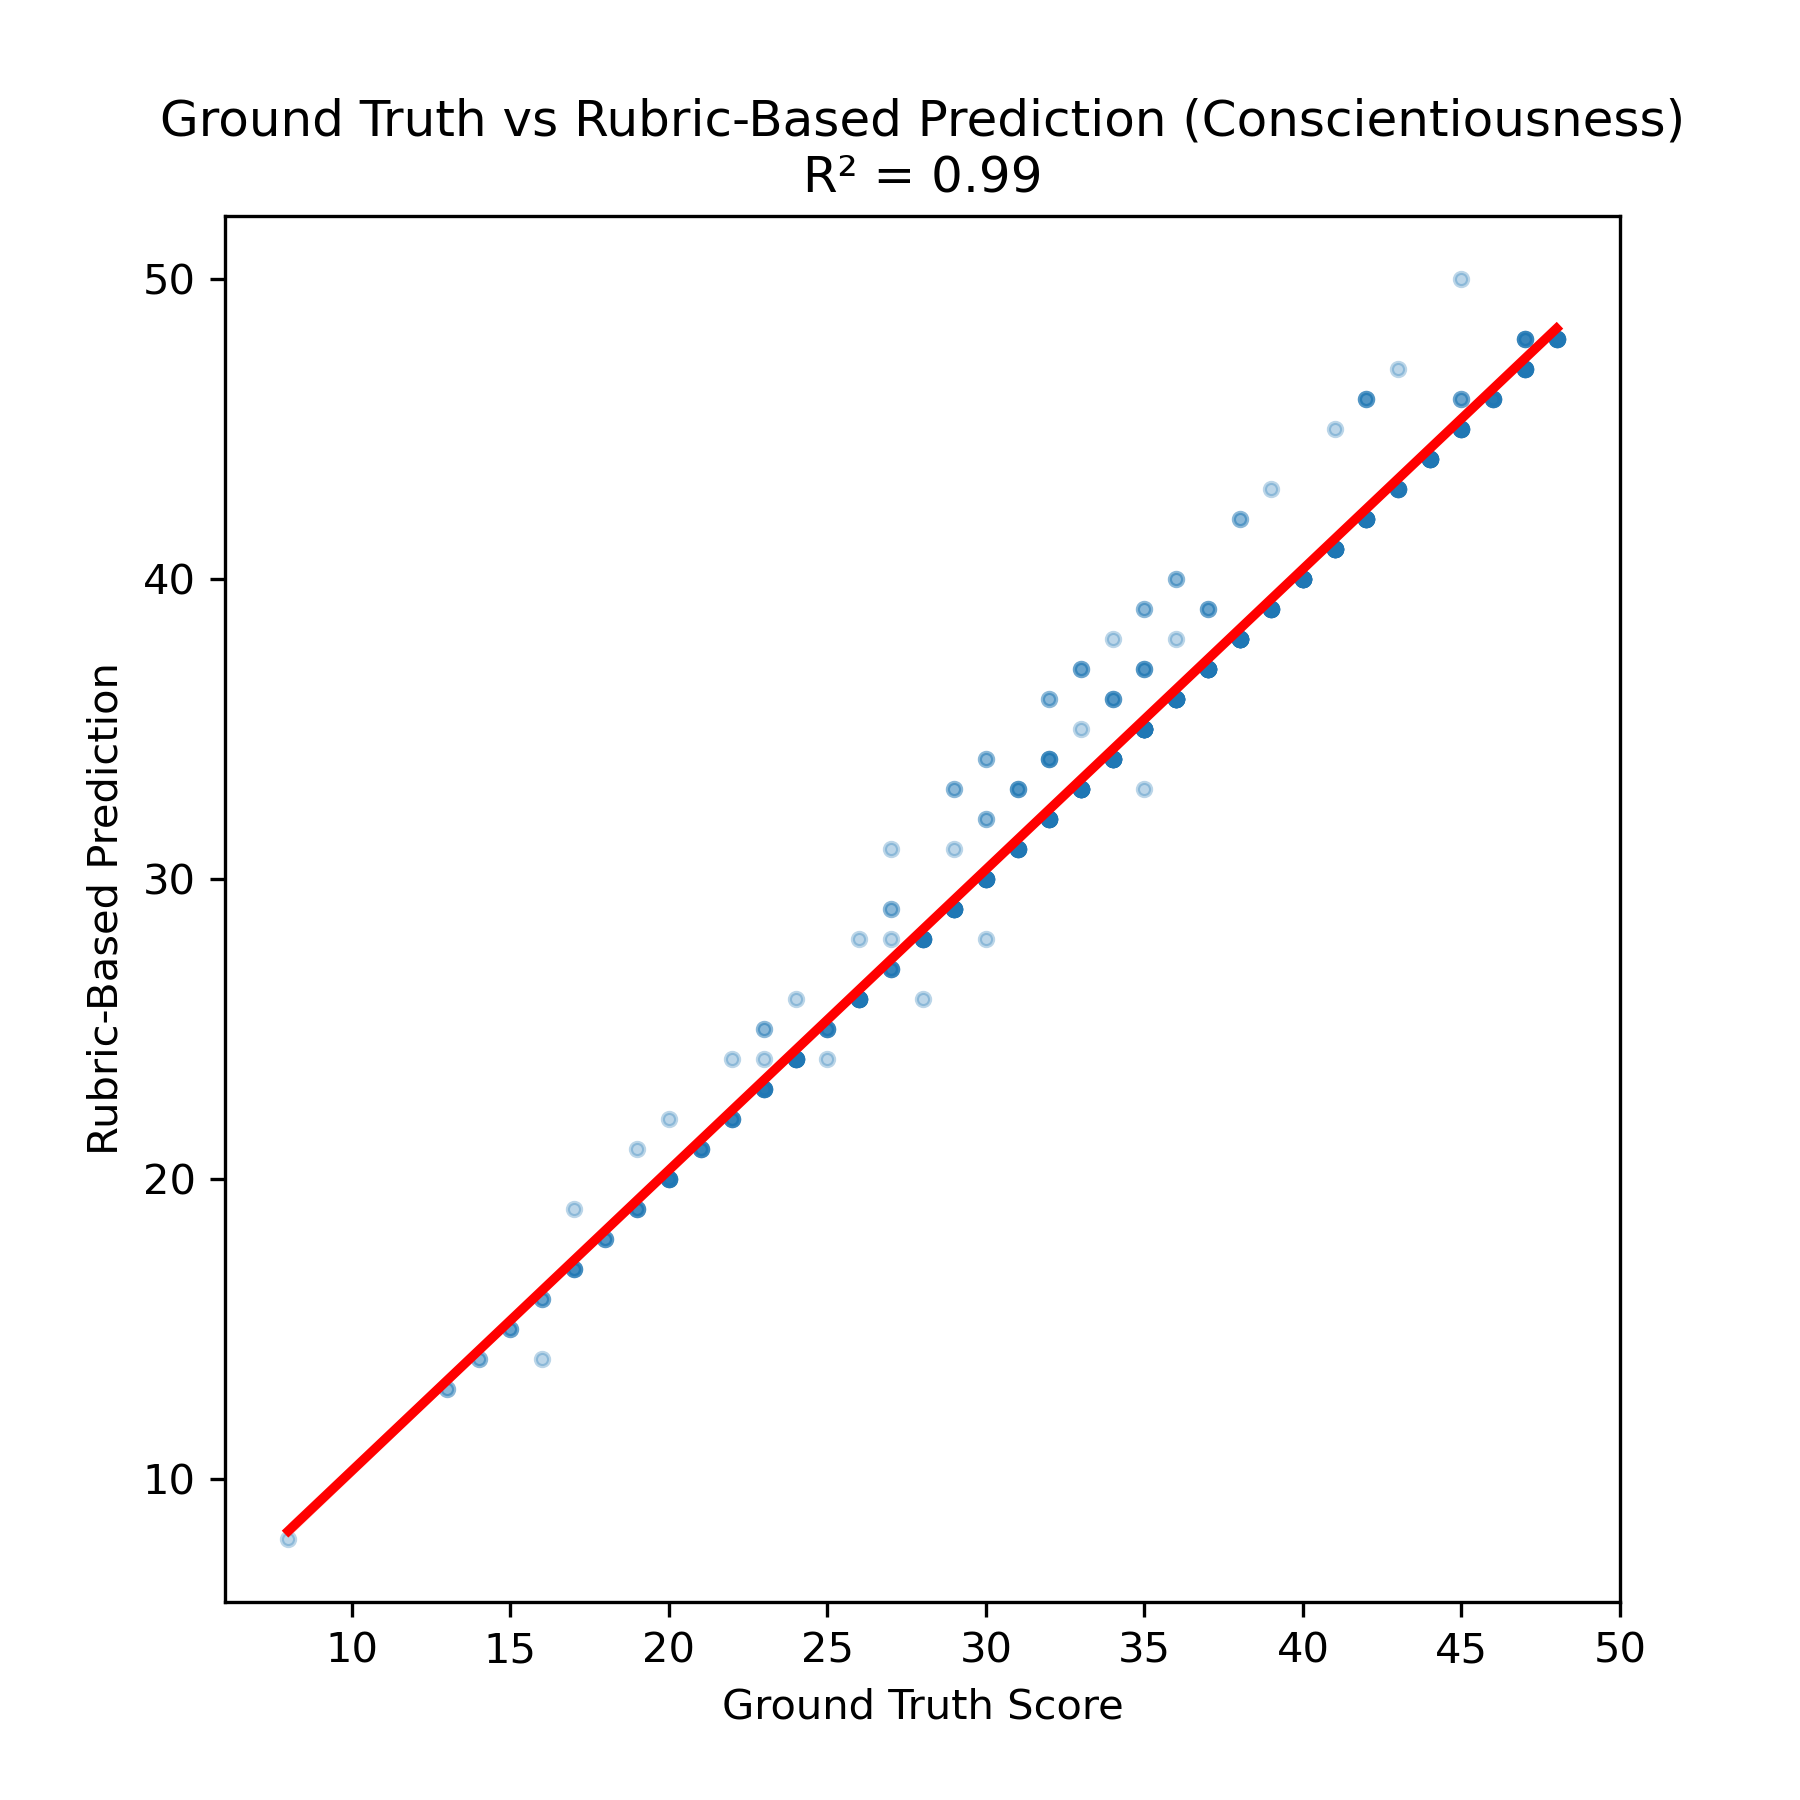 Ground Truth vs Rubric-Based Prediction (Conscientiousness)
R² = 0.99
50
40
30
20
10
Rubric-Based Prediction
10 15 20 25 30 35 40 45 50
Ground Truth Score